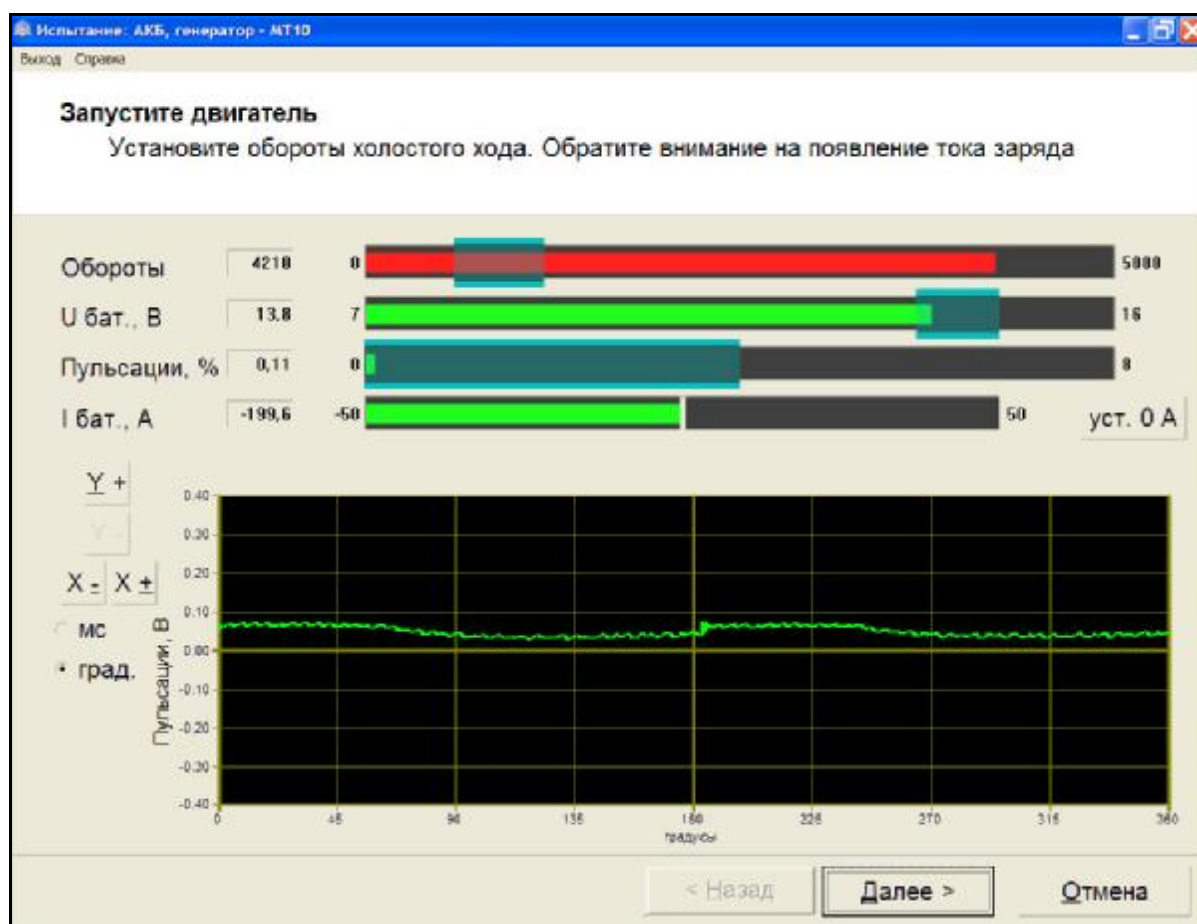 Испытание: АКБ, генератор - МТ10
Выход Справка
Запустите двигатель
Установите обороты холостого хода. Обратите внимание на появление тока заряда
Обороты 4218 0 5000
U бат., В 13.8 7 16
Пульсации, % 0,11 0 8
I бат., А -199,6 -50 50 уст. 0 А
Y +
Y -
X - X +
мс
град.
Пульсации, В
0.40
0.30
0.20
0.10
0.00
-0.10
-0.20
-0.30
-0.40
0 45 90 135 180 225 270 315 360
градусы
< Назад Далее > Отмена